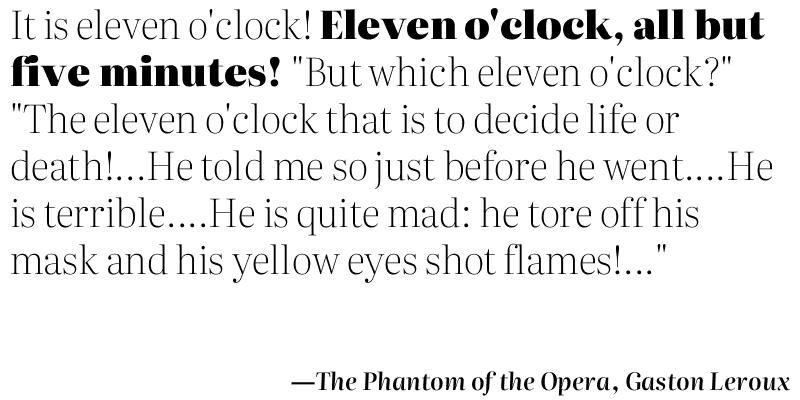 It is eleven o'clock! Eleven o'clock, all but
five minutes! "But which eleven o'clock?"
"The eleven o'clock that is to decide life or
death!...He told me so just before he went....He
is terrible....He is quite mad: he tore off his
mask and his yellow eyes shot flames!..."
—The Phantom of the Opera, Gaston Leroux